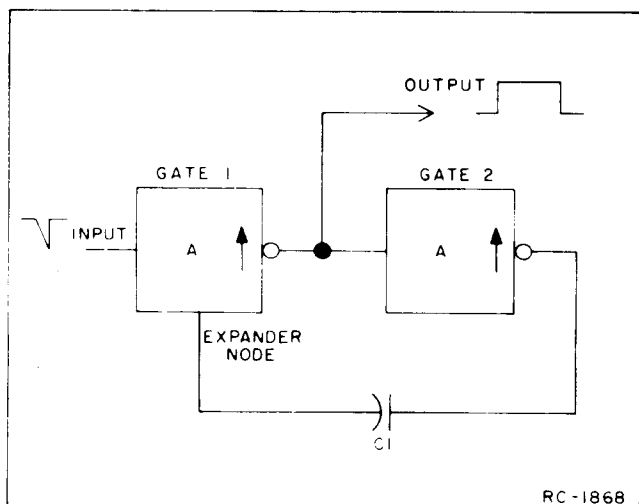 OUTPUT
GATE 1
GATE 2
INPUT
A
A
EXPANDER
NODE
C1
RC-1868